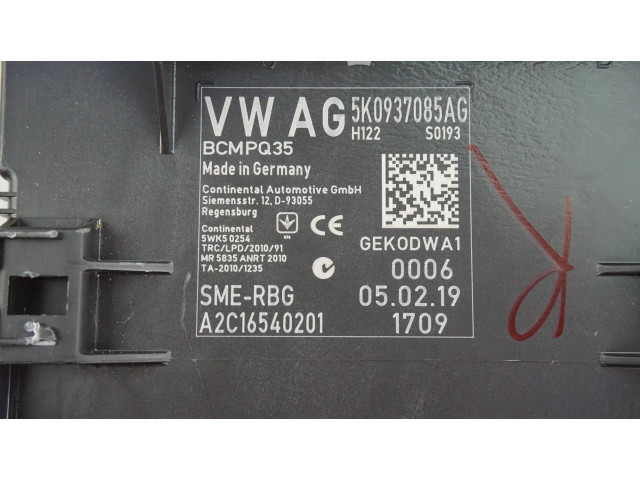 VW AG 5K0937085AG
H122 S0193
BCMPQ35
Made in Germany
Continental Automotive GmbH
Siemensstr. 12, D-93055
Regensburg
Continental
5WK50254
TRC/LPD/2010/91
MR 5835 ANRT 2010
TA-2010/1235
CE
GEK0DWA1
0006
SME-RBG 05.02.19
A2C16540201 1709